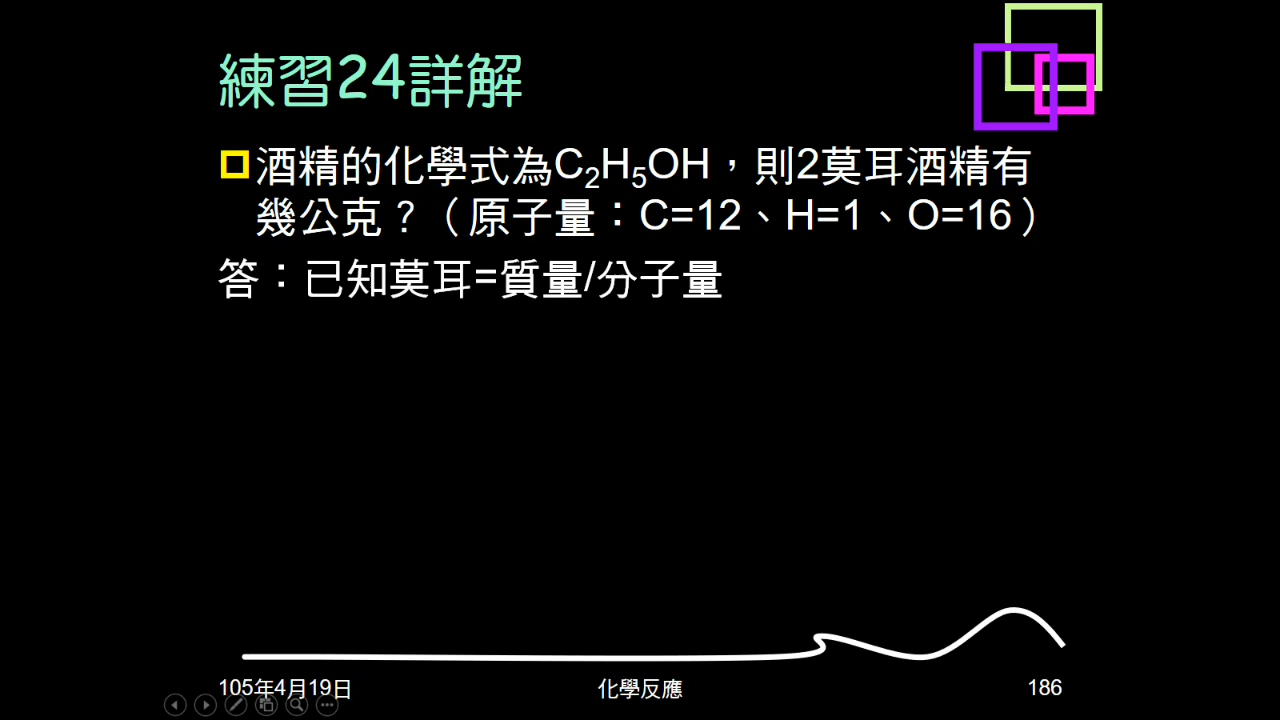 練習24詳解
酒精的化學式為C₂H₅OH，則2莫耳酒精有
幾公克？（原子量：C=12、H=1、O=16）
答：已知莫耳=質量/分子量
105年4月19日
化學反應
186